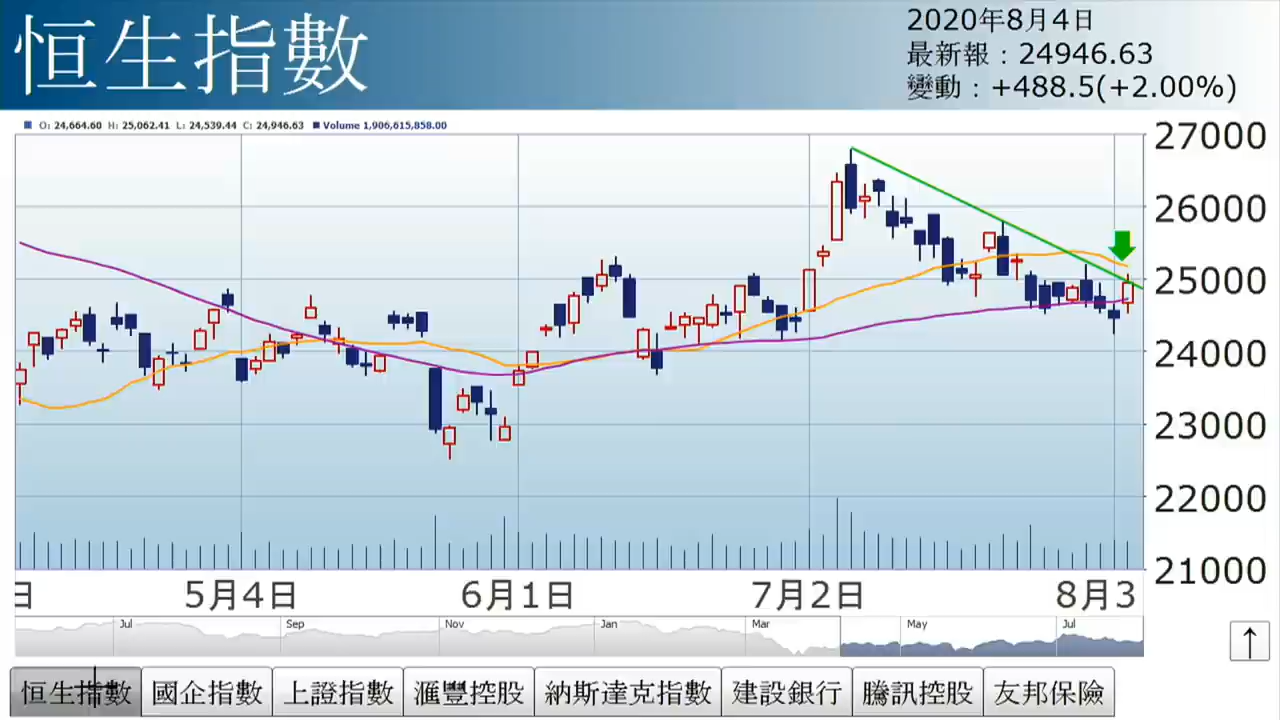 恒生指數
2020年8月4日
最新報：24946.63
變動：+488.5(+2.00%)
O: 24,664.60 H: 25,062.41 L: 24,539.44 C: 24,946.63 Volume 1,906,615,858.00
27000
26000
25000
24000
23000
22000
21000
日 5月4日 6月1日 7月2日 8月3
Jul Sep Nov Jan Mar May Jul
↑
恒生指數 國企指數 上證指數 滙豐控股 納斯達克指數 建設銀行 騰訊控股 友邦保險